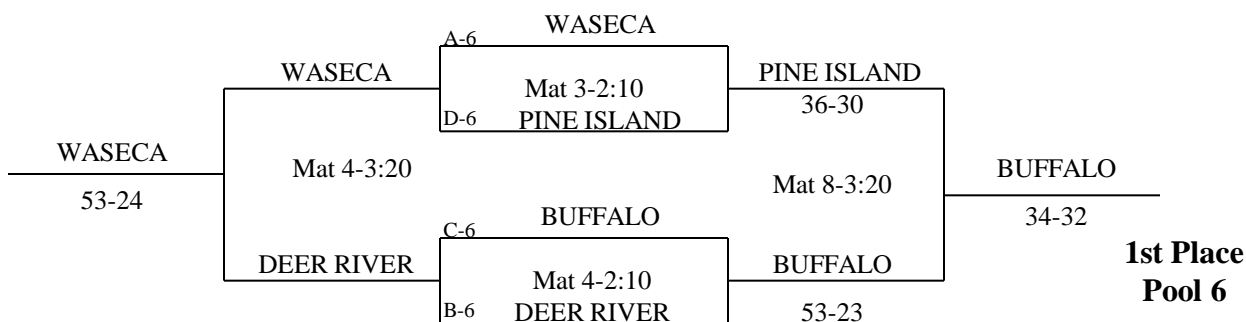 A-6 WASECA
WASECA
Mat 3-2:10
PINE ISLAND
36-30
D-6 PINE ISLAND
WASECA
53-24
Mat 4-3:20
Mat 8-3:20
BUFFALO
34-32
C-6 BUFFALO
DEER RIVER
Mat 4-2:10
BUFFALO
53-23
B-6 DEER RIVER
1st Place
Pool 6